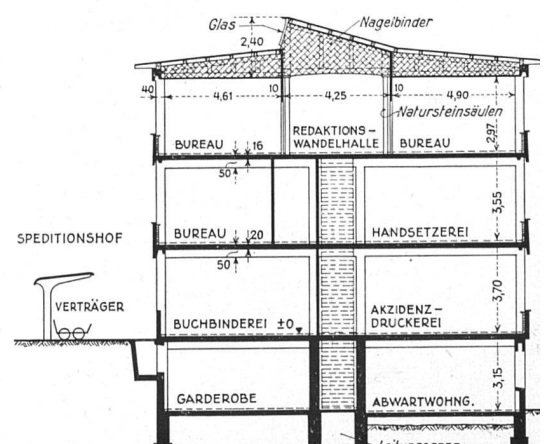 Glas
Nagelbinder
2,40
40
4,61
10
4,25
10
4,90
Natursteinsäulen
2,97
BUREAU
16
REDAKTIONS-
WANDELHALLE
BUREAU
50
3,55
SPEDITIONSHOF
BUREAU
20
HANDSETZEREI
50
3,70
VERTRÄGER
BUCHBINDEREI ±0
AKZIDENZ-
DRUCKEREI
3,15
GARDEROBE
ABWARTWOHNG.